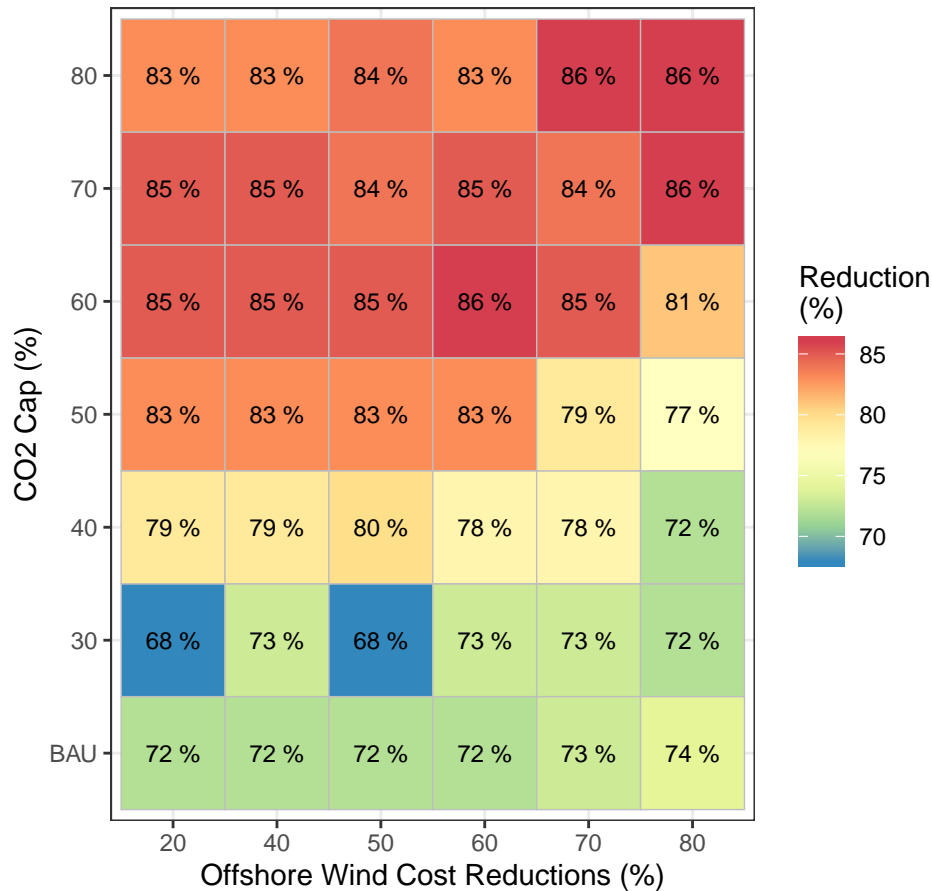 80 83 % 83 % 84 % 83 % 86 % 86 %
70 85 % 85 % 84 % 85 % 84 % 86 %
60 85 % 85 % 85 % 86 % 85 % 81 %
50 83 % 83 % 83 % 83 % 79 % 77 %
40 79 % 79 % 80 % 78 % 78 % 72 %
30 68 % 73 % 68 % 73 % 73 % 72 %
BAU 72 % 72 % 72 % 72 % 73 % 74 %
20 40 50 60 70 80
Offshore Wind Cost Reductions (%)
CO2 Cap (%)
Reduction
(%)
85
80
75
70